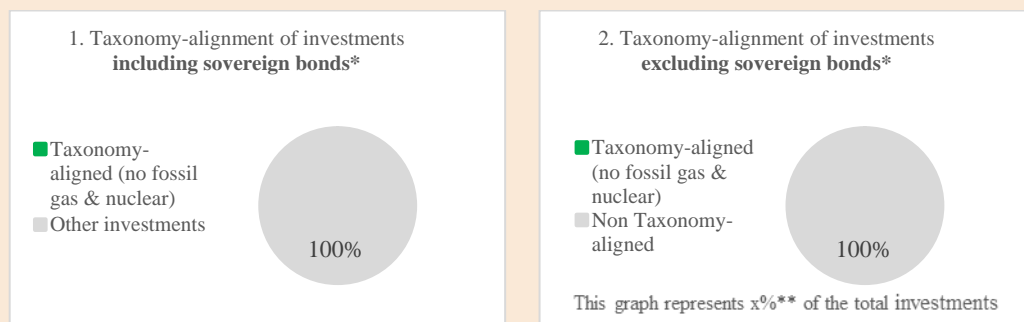 1. Taxonomy-alignment of investments
including sovereign bonds*
Taxonomy-
aligned (no fossil
gas & nuclear)
Other investments
100%
2. Taxonomy-alignment of investments
excluding sovereign bonds*
Taxonomy-aligned
(no fossil gas &
nuclear)
Non Taxonomy-
aligned
100%
This graph represents x%** of the total investments